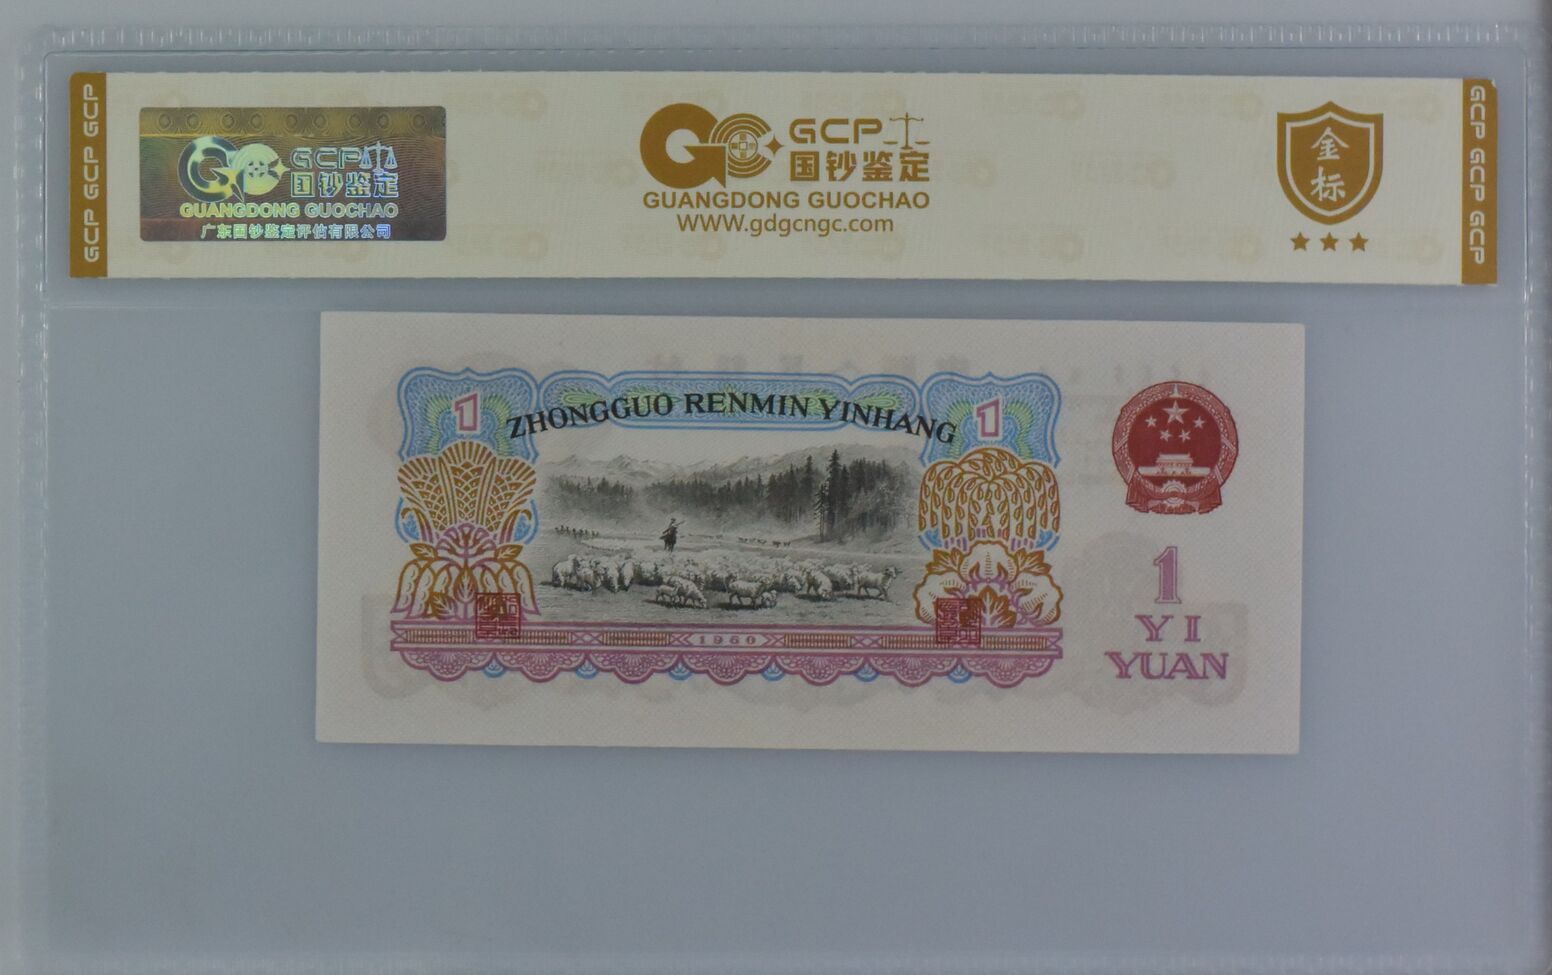 GCP GCP GCP
GCP
国钞鉴定
GUANGDONG GUOCHAO
广东国钞鉴定评估有限公司
GCP
国钞鉴定
GUANGDONG GUOCHAO
WWW.gdgcngc.com
金标
GCP GCP GCP
1
ZHONGGUO RENMIN YINHANG
1
1960
1
YI
YUAN